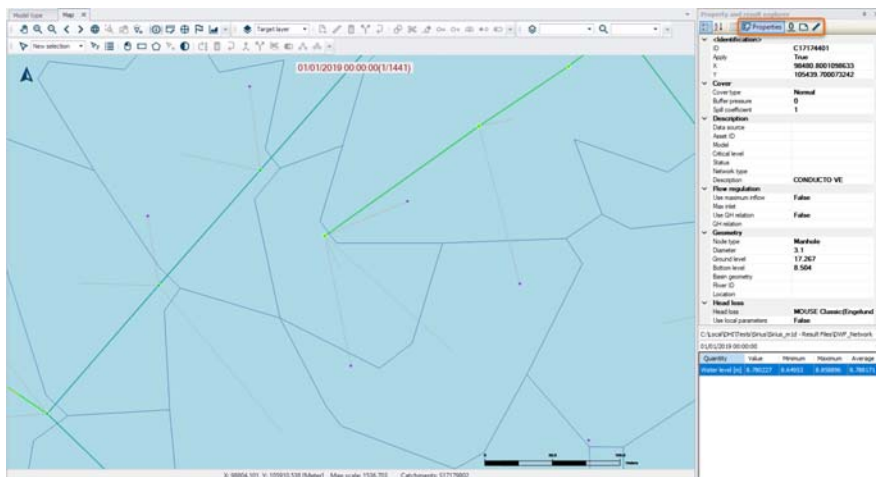 Model type Map
Property and result explorer
Target layer
Properties
New selection
<Identification>
ID C17174401
Apply True
X 98480.8001098633
Y 105439.700073242
01/01/2019 00:00:00(1/1441)
Cover
Cover type Normal
Buffer pressure 0
Spill coefficient 1
Description
Data source
Asset ID
Model
Critical level
Status
Network type
Description CONDUCTO VE
Flow regulation
Use maximum inflow False
Max inlet
Use QH relation False
QH relation
Geometry
Node type Manhole
Diameter 3.1
Ground level 17.267
Bottom level 8.504
Basin geometry
River ID
Location
Head loss
Head loss MOUSE Classic(Engelund
Use local parameters False
01/01/2019 00:00:00
Quantity Value Minimum Maximum Average
Water level [m]